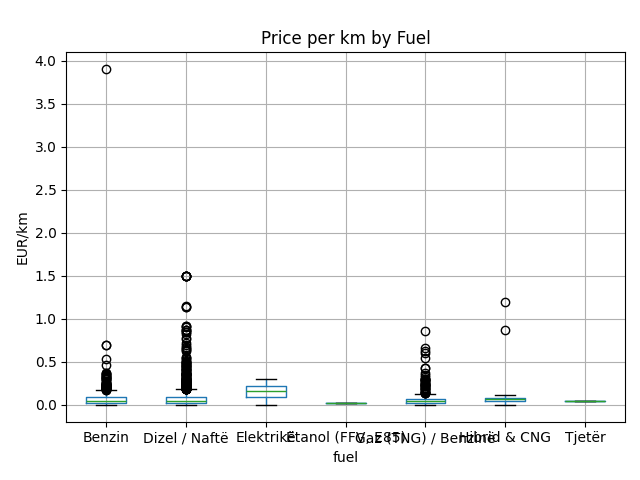 Price per km by Fuel
4.0
3.5
3.0
2.5
2.0
1.5
1.0
0.5
0.0
EUR/km
Benzin Dizel / Naftë Elektrike Etanol (FFV, E85) Gaz (TNG) / Benzinë Hibrid & CNG Tjetër
fuel